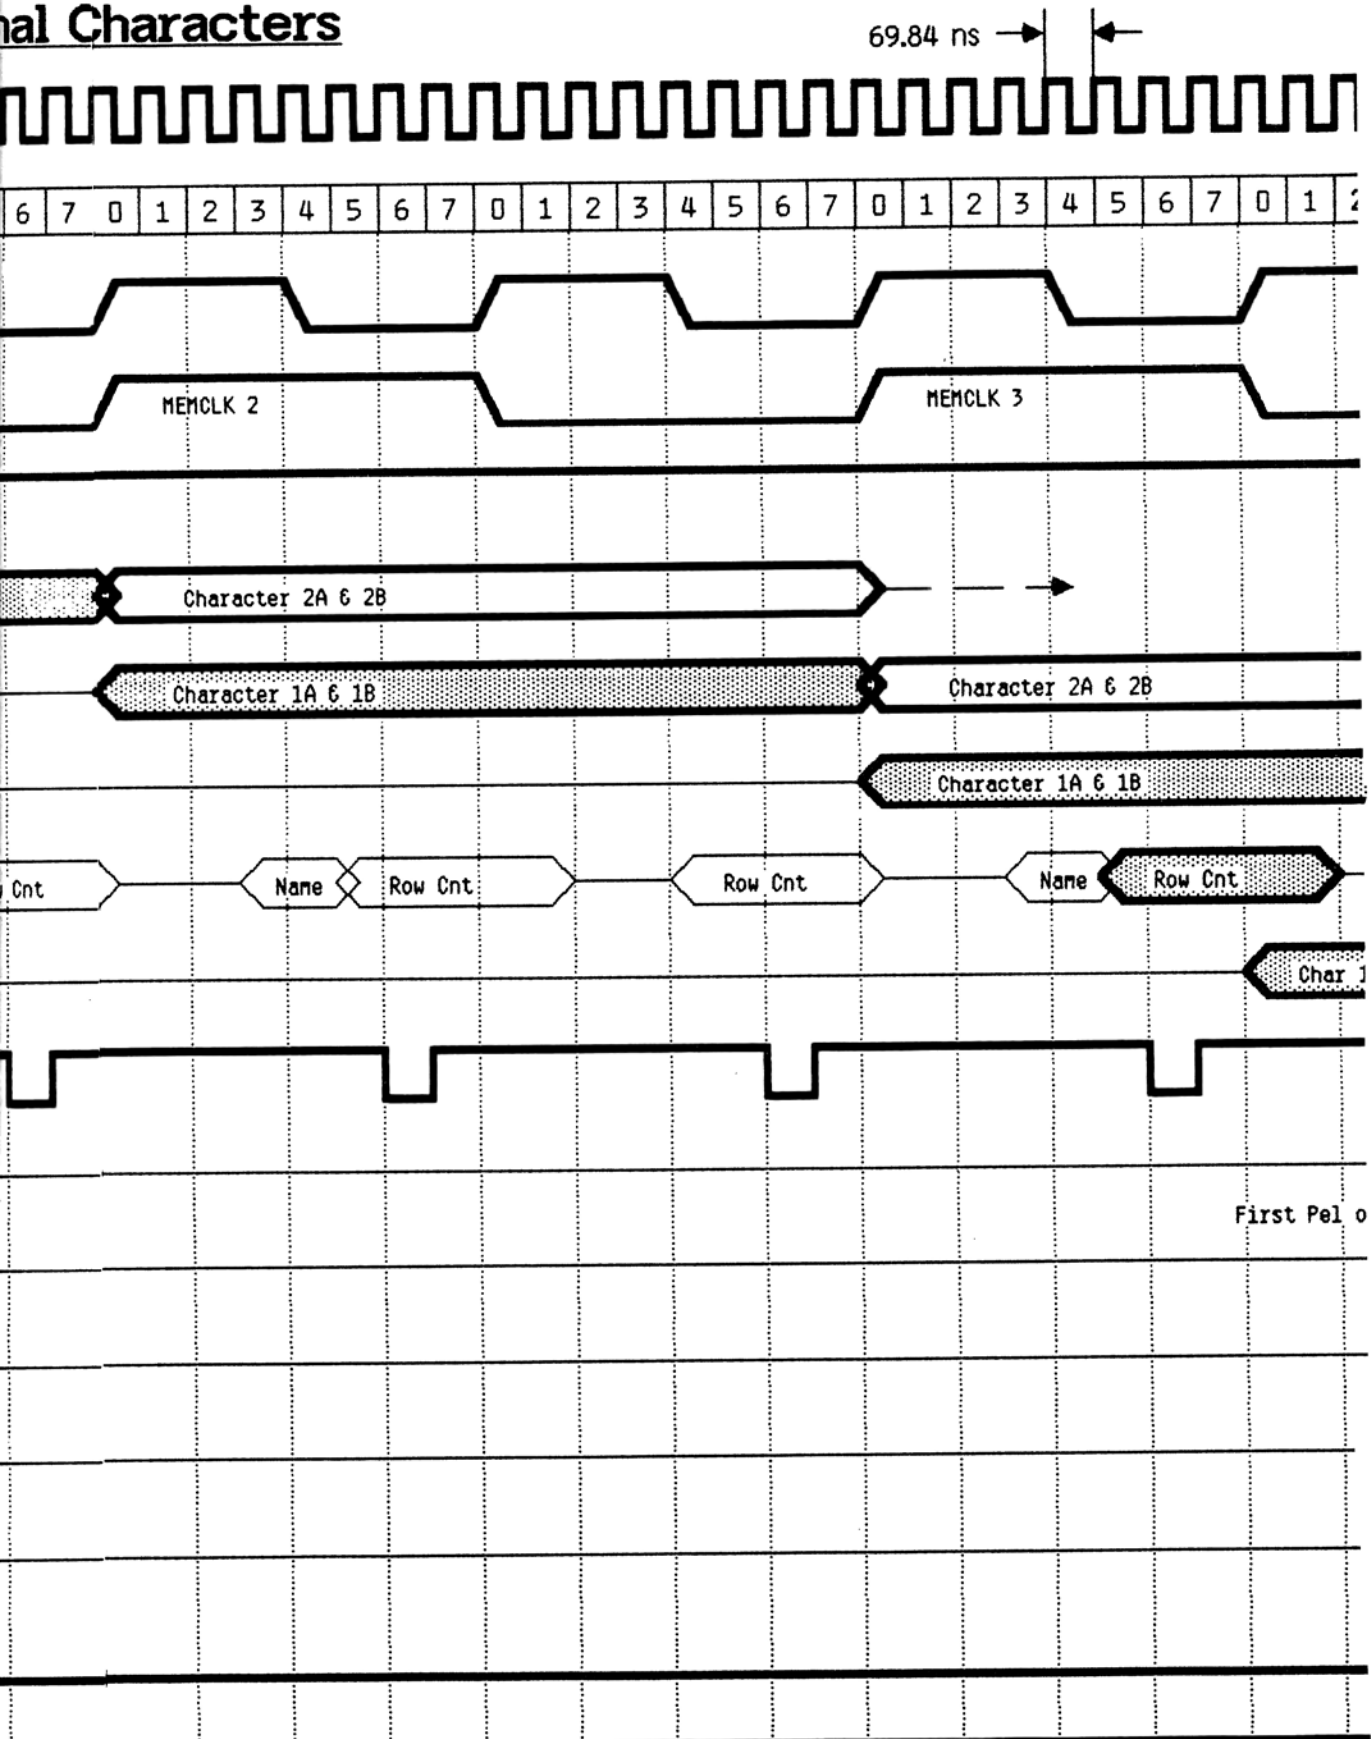 nal Characters
69.84 ns
6 7 0 1 2 3 4 5 6 7 0 1 2 3 4 5 6 7 0 1 2 3 4 5 6 7 0 1 2
MEMCLK 2
MEMCLK 3
Character 2A & 2B
Character 1A & 1B
Character 2A & 2B
Character 1A & 1B
Cnt
Name
Row Cnt
Row Cnt
Name
Row Cnt
Char 1
First Pel o